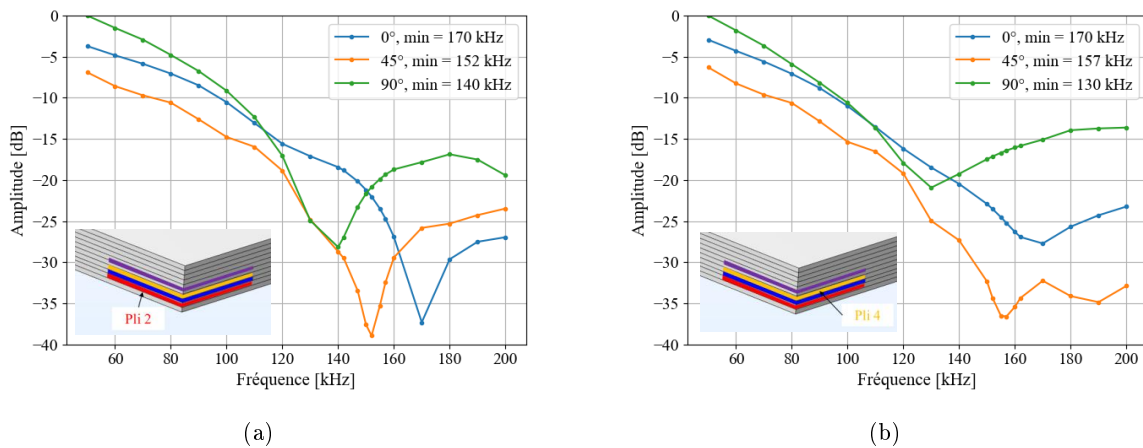 0°, min = 170 kHz
45°, min = 152 kHz
90°, min = 140 kHz
Amplitude [dB]
0
−5
−10
−15
−20
−25
−30
−35
−40
Pli 2
60 80 100 120 140 160 180 200
Fréquence [kHz]
(a)
0°, min = 170 kHz
45°, min = 157 kHz
90°, min = 130 kHz
Amplitude [dB]
0
−5
−10
−15
−20
−25
−30
−35
−40
Pli 4
60 80 100 120 140 160 180 200
Fréquence [kHz]
(b)